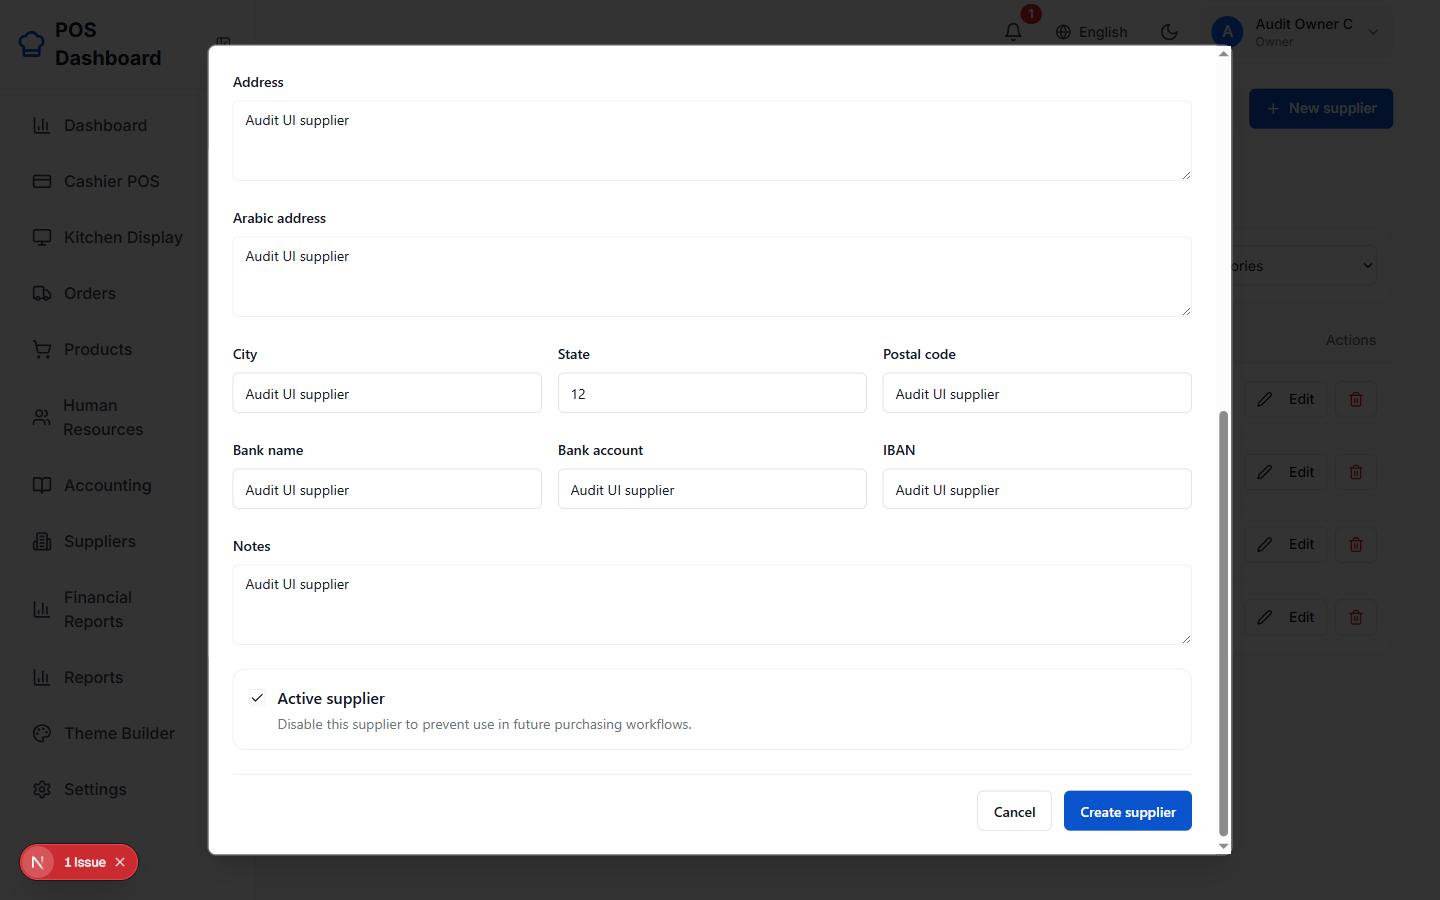 POS
Dashboard
1
English
A
Audit Owner C
Owner
New supplier
Dashboard
Cashier POS
Kitchen Display
Orders
Products
Human
Resources
Accounting
Suppliers
Financial
Reports
Reports
Theme Builder
Settings
N
1 Issue
Address
Audit UI supplier
Arabic address
Audit UI supplier
City
State
Postal code
Audit UI supplier
12
Audit UI supplier
Bank name
Bank account
IBAN
Audit UI supplier
Audit UI supplier
Audit UI supplier
Notes
Audit UI supplier
Active supplier
Disable this supplier to prevent use in future purchasing workflows.
Cancel
Create supplier
ories
Actions
Edit
Edit
Edit
Edit